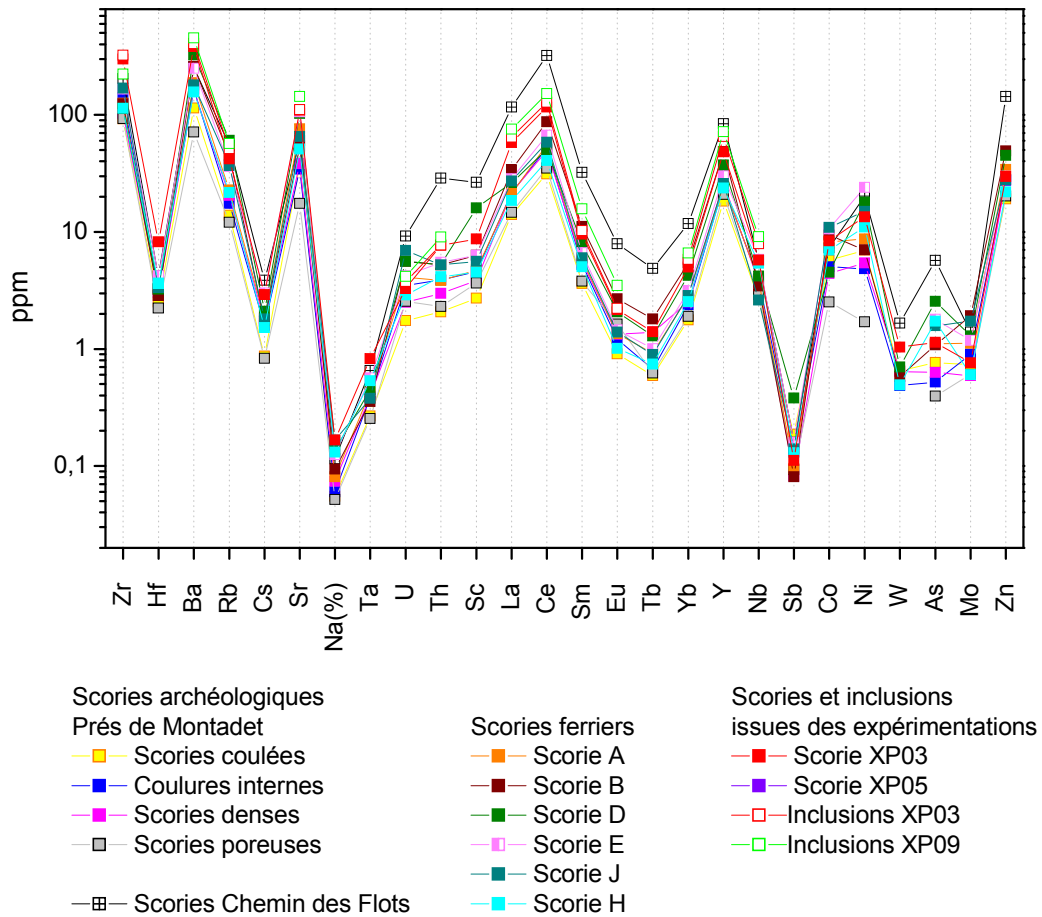 100
10
1
0,1
ppm
Zr
Hf
Ba
Rb
Cs
Sr
Na(%)
Ta
U
Th
Sc
La
Ce
Sm
Eu
Tb
Yb
Y
Nb
Sb
Co
Ni
W
As
Mo
Zn
Scories archéologiques
Prés de Montadet
Scories coulées
Coulures internes
Scories denses
Scories poreuses
Scories Chemin des Flots
Scories ferriers
Scorie A
Scorie B
Scorie D
Scorie E
Scorie J
Scorie H
Scories et inclusions
issues des expérimentations
Scorie XP03
Scorie XP05
Inclusions XP03
Inclusions XP09